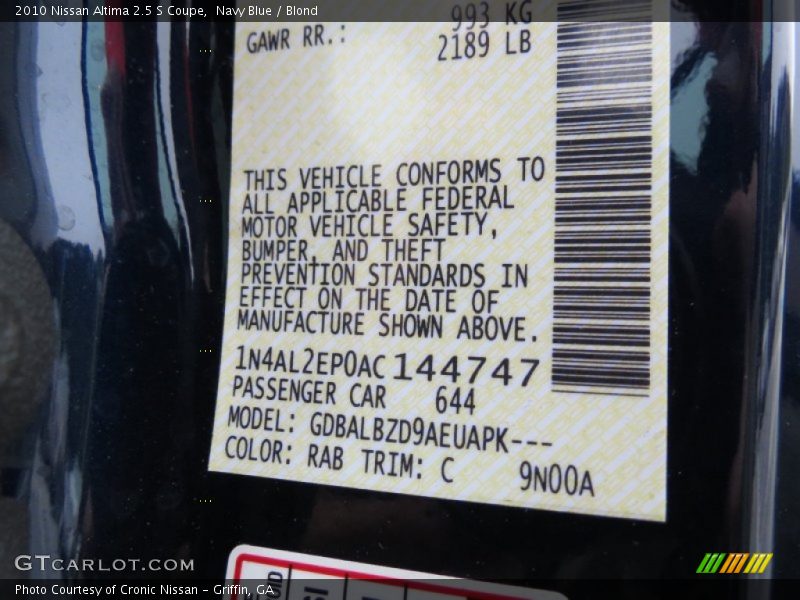 2010 Nissan Altima 2.5 S Coupe, Navy Blue / Blond
993 KG
GAWR RR.: 2189 LB
THIS VEHICLE CONFORMS TO
ALL APPLICABLE FEDERAL
MOTOR VEHICLE SAFETY,
BUMPER, AND THEFT
PREVENTION STANDARDS IN
EFFECT ON THE DATE OF
MANUFACTURE SHOWN ABOVE.
1N4AL2EP0AC144747
PASSENGER CAR 644
MODEL: GDBALBZD9AEUAPK---
COLOR: RAB TRIM: C 9N00A
GTCARLOT.COM
Photo Courtesy of Cronic Nissan - Griffin, GA